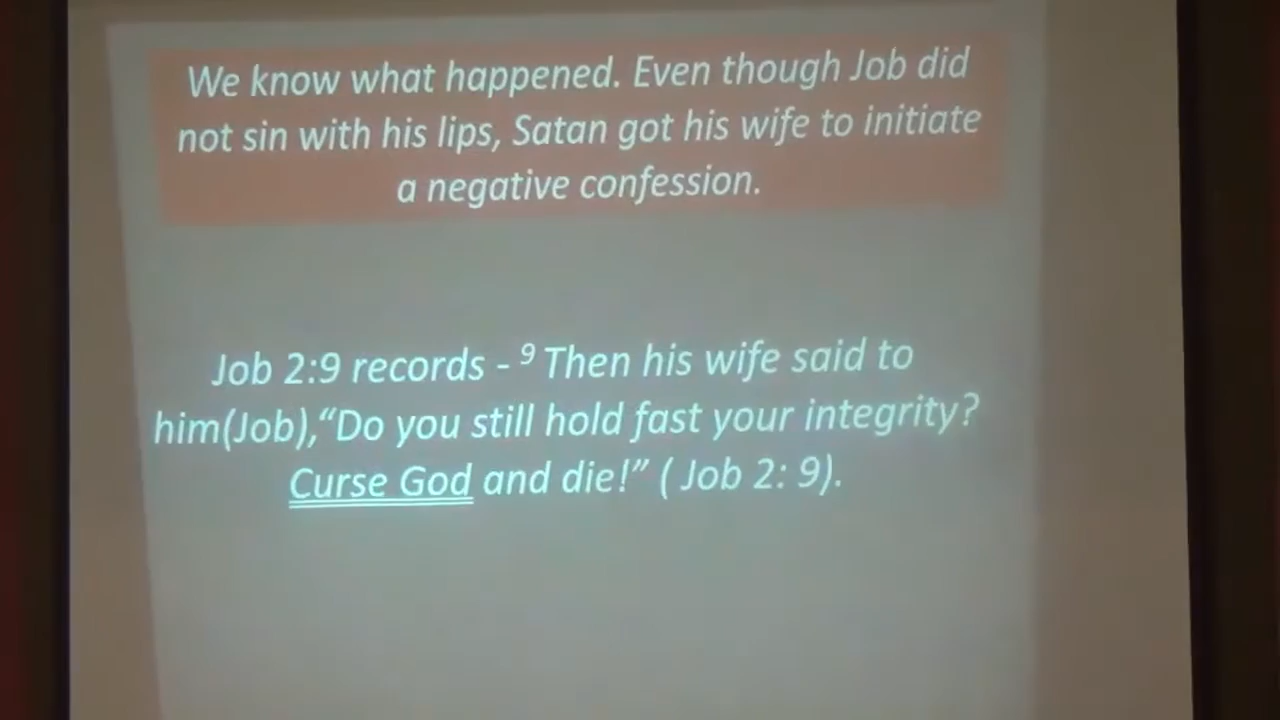 We know what happened. Even though Job did
not sin with his lips, Satan got his wife to initiate
a negative confession.
Job 2:9 records - 9 Then his wife said to
him(Job),“Do you still hold fast your integrity?
Curse God and die!” ( Job 2: 9).